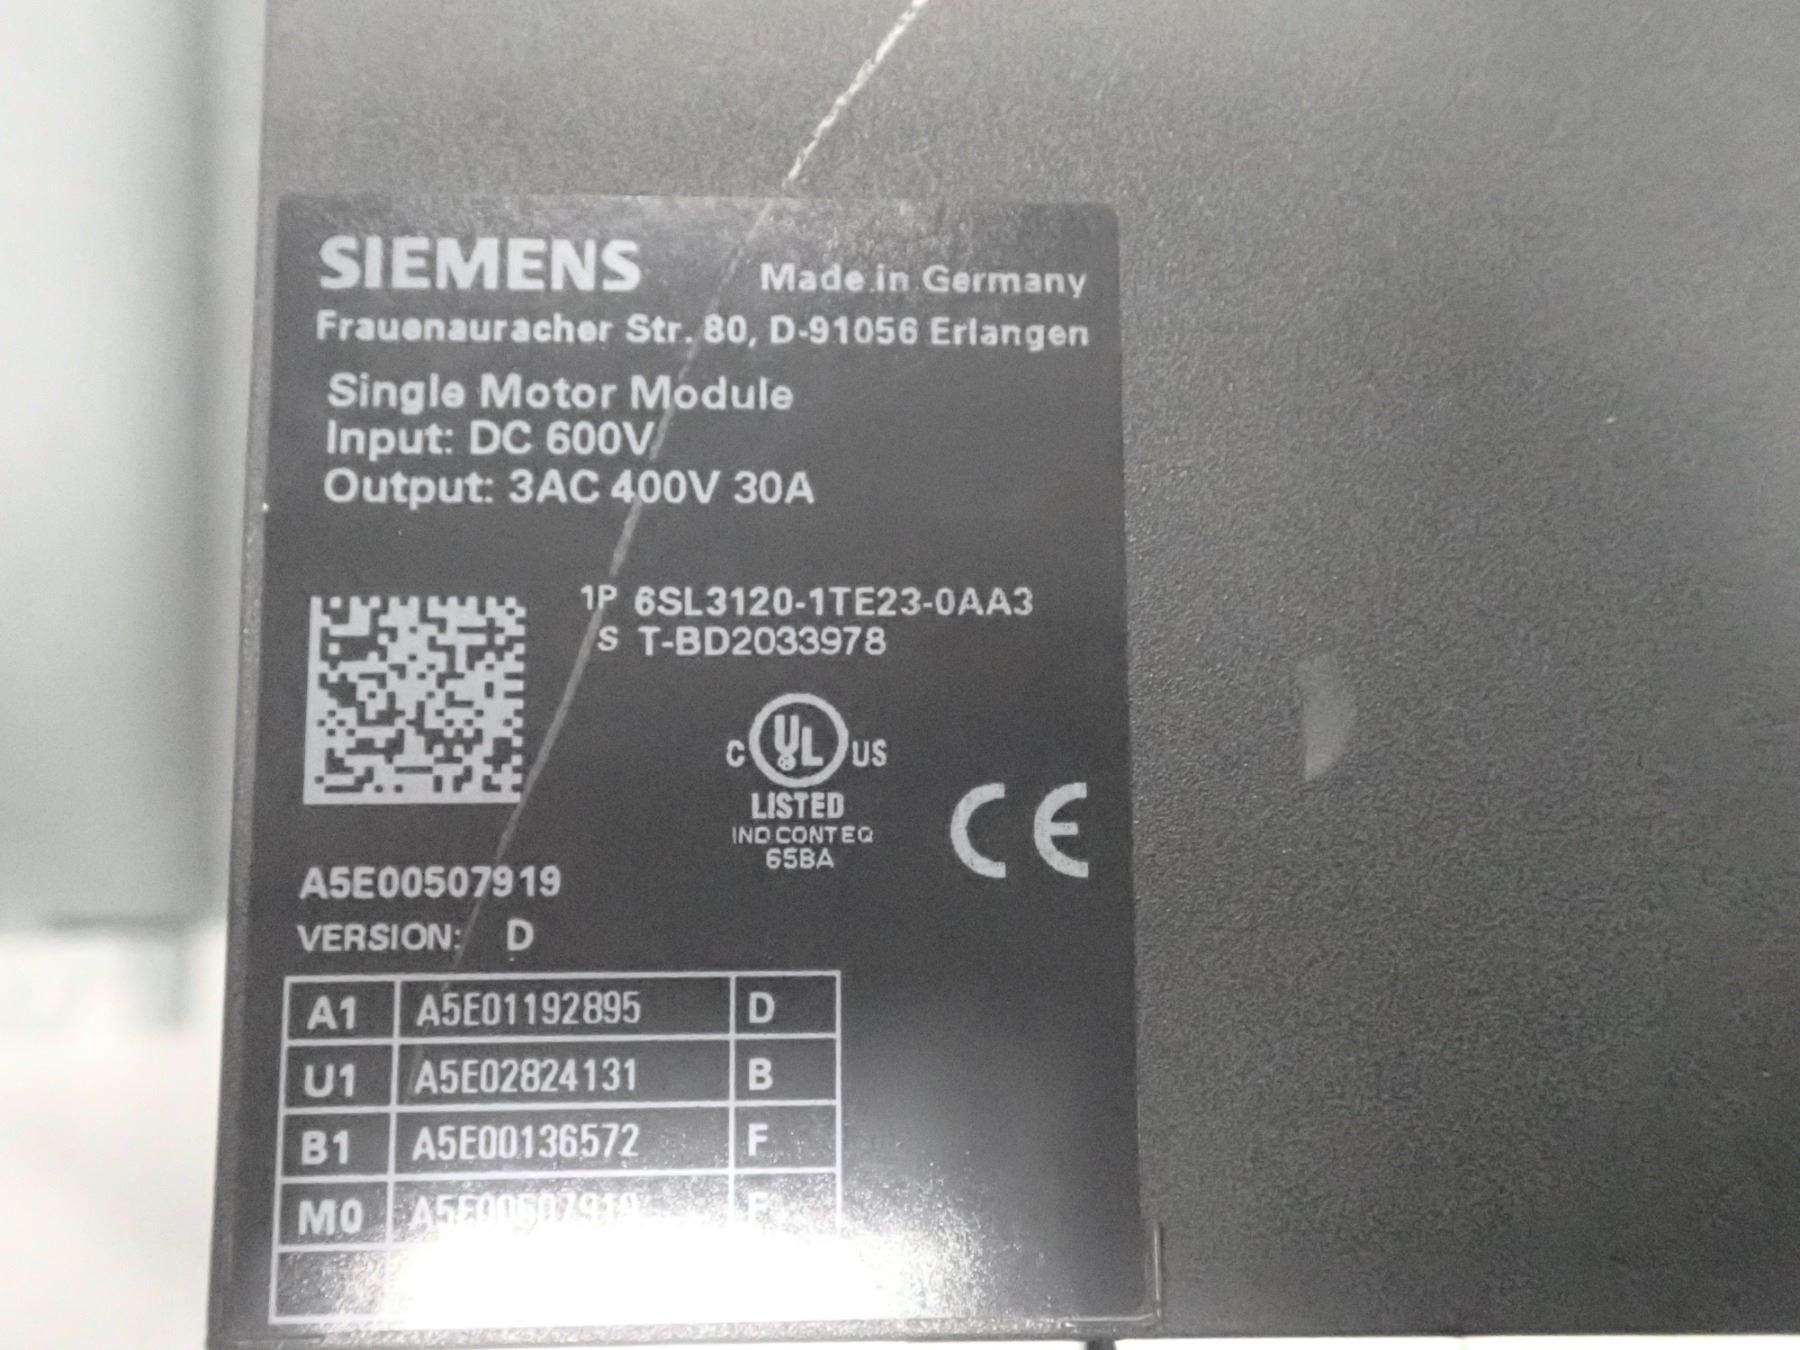 SIEMENS Made in Germany
Frauenauracher Str. 80, D-91056 Erlangen
Single Motor Module
Input: DC 600V
Output: 3AC 400V 30A
1P 6SL3120-1TE23-0AA3
S T-BD2033978
C UL US
LISTED
IND CONT EQ
65BA
CE
A5E00507919
VERSION: D
A1 A5E01192895 D
U1 A5E02824131 B
B1 A5E00136572 F
M0 A5E00507919